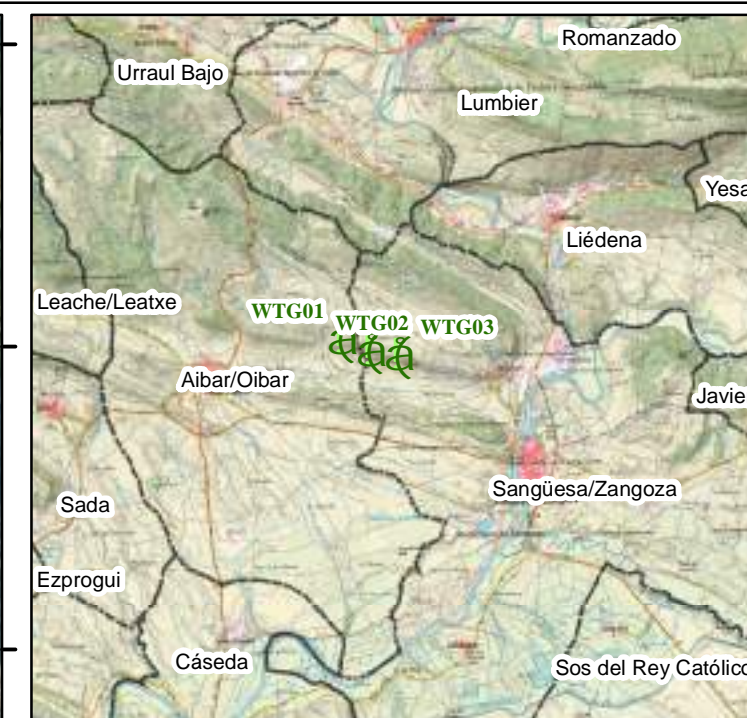 Romanzado
Urraul Bajo
Lumbier
Yesa
Liédena
Leache/Leatxe
WTG01
WTG02
WTG03
Aibar/Oibar
Javie
Sangüesa/Zangoza
Sada
Ezprogui
Cáseda
Sos del Rey Católico